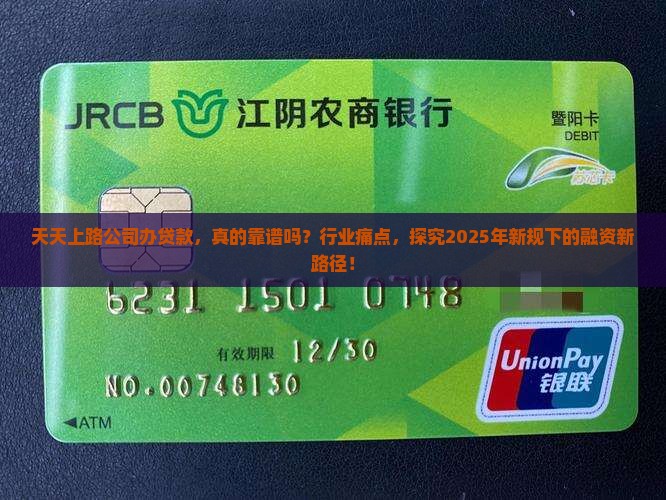 JRCB 江阴农商银行
暨阳卡
DEBIT
天天上路公司办贷款，真的靠谱吗？行业痛点，探究2025年新规下的融资新
路径！
6231 1501 0748
有效期限 12/30
NO.00746130
UnionPay
银联
◄ATM